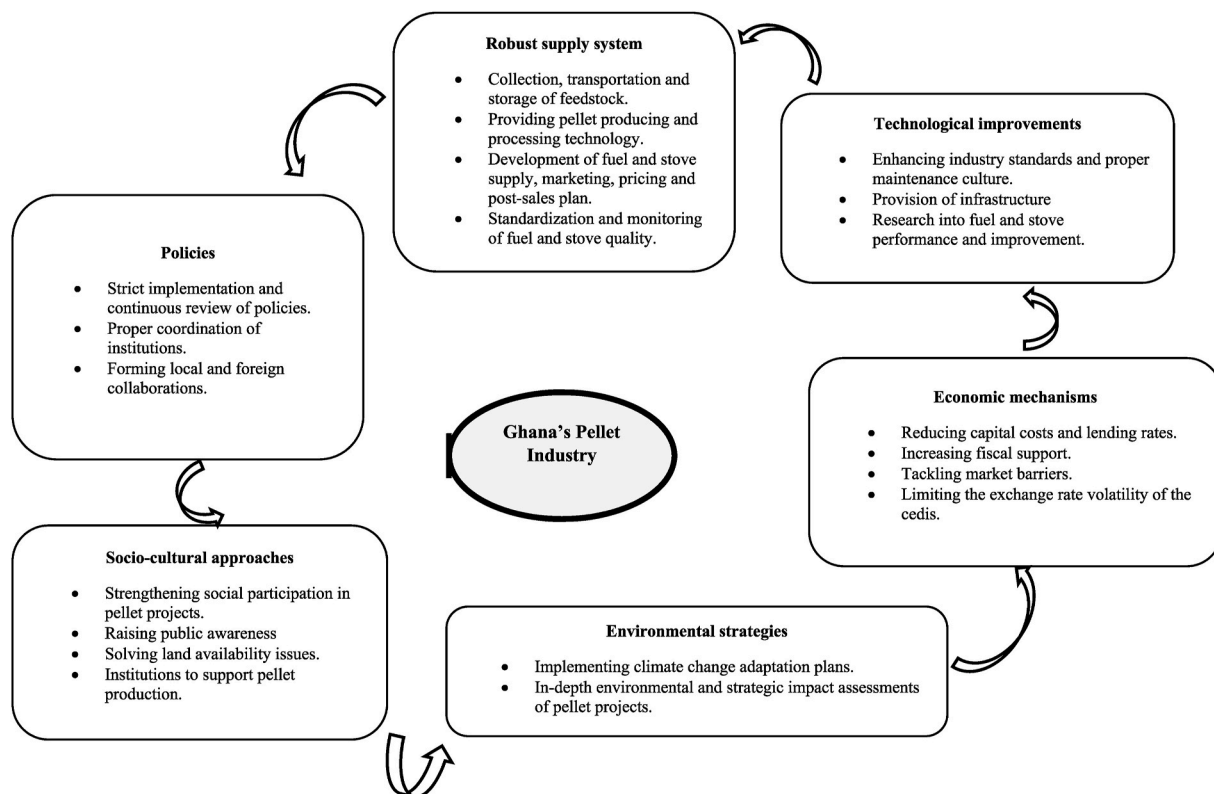 Robust supply system
• Collection, transportation and
storage of feedstock.
• Providing pellet producing and
processing technology.
• Development of fuel and stove
supply, marketing, pricing and
post-sales plan.
• Standardization and monitoring
of fuel and stove quality.
Technological improvements
• Enhancing industry standards and proper
maintenance culture.
• Provision of infrastructure
• Research into fuel and stove
performance and improvement.
Policies
• Strict implementation and
continuous review of policies.
• Proper coordination of
institutions.
• Forming local and foreign
collaborations.
Ghana's Pellet
Industry
Economic mechanisms
• Reducing capital costs and lending rates.
• Increasing fiscal support.
• Tackling market barriers.
• Limiting the exchange rate volatility of the
cedis.
Socio-cultural approaches
• Strengthening social participation in
pellet projects.
• Raising public awareness
• Solving land availability issues.
• Institutions to support pellet
production.
Environmental strategies
• Implementing climate change adaptation plans.
• In-depth environmental and strategic impact assessments
of pellet projects.